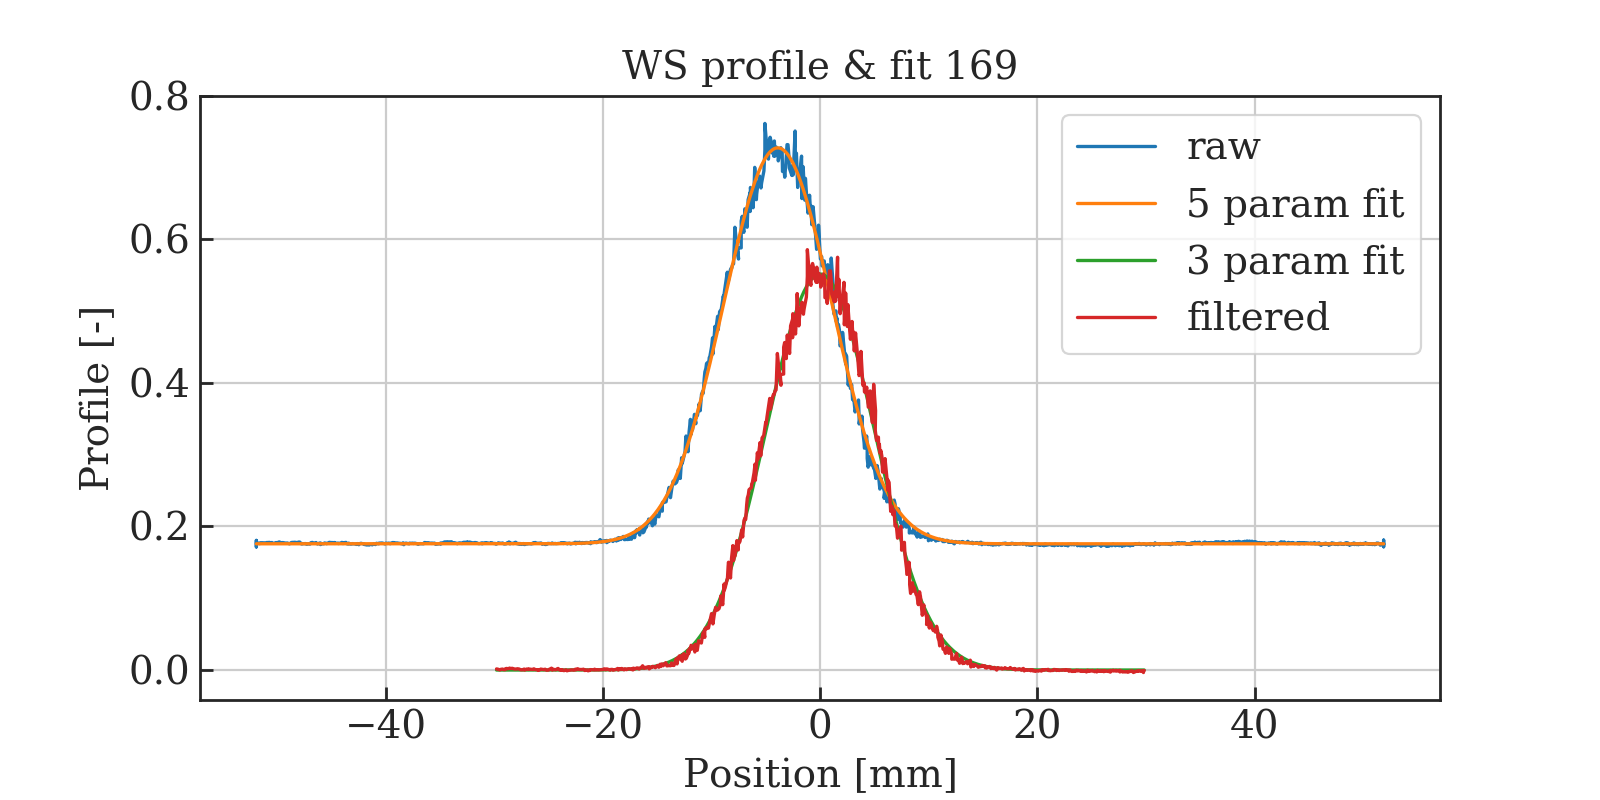 WS profile & fit 169
0.8
0.6
0.4
0.2
0.0
Profile [-]
raw
5 param fit
3 param fit
filtered
−40
−20
0
20
40
Position [mm]